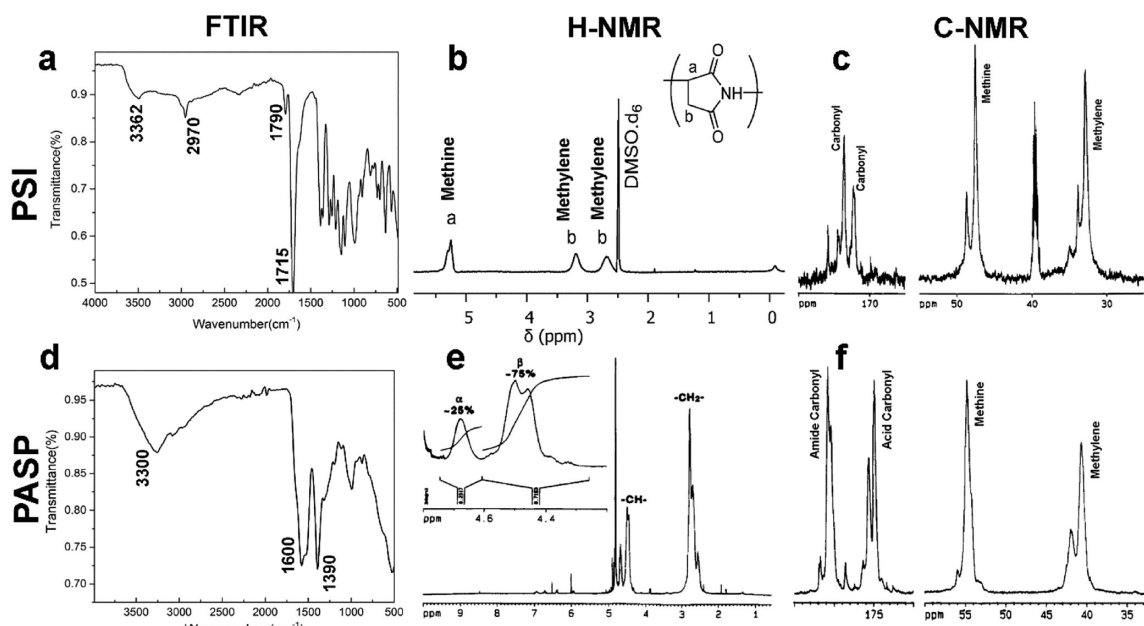 FTIR
H-NMR
C-NMR
PSI
a
0.9
0.8
0.7
0.6
0.5
Transmittance(%)
3362
2970
1790
1715
4000 3500 3000 2500 2000 1500 1000 500
Wavenumber(cm-1)
b
a
b
O
NH
O
Methine
a
Methylene
b
Methylene
b
DMSO.d6
5 4 3 2 1 0
δ (ppm)
c
Carbonyl
Carbonyl
Methine
Methylene
ppm 170
ppm 50 40 30
PASP
d
0.95
0.90
0.85
0.80
0.75
0.70
Transmittance(%)
3300
1600
1390
3500 3000 2500 2000 1500 1000 500
Wavenumber(cm-1)
e
α
~25%
β
~75%
ppm 4.6 4.4
-CH-
-CH2-
ppm 9 8 7 6 5 4 3 2 1
f
Amide Carbonyl
Acid Carbonyl
Methine
Methylene
ppm 175
ppm 55 50 45 40 35